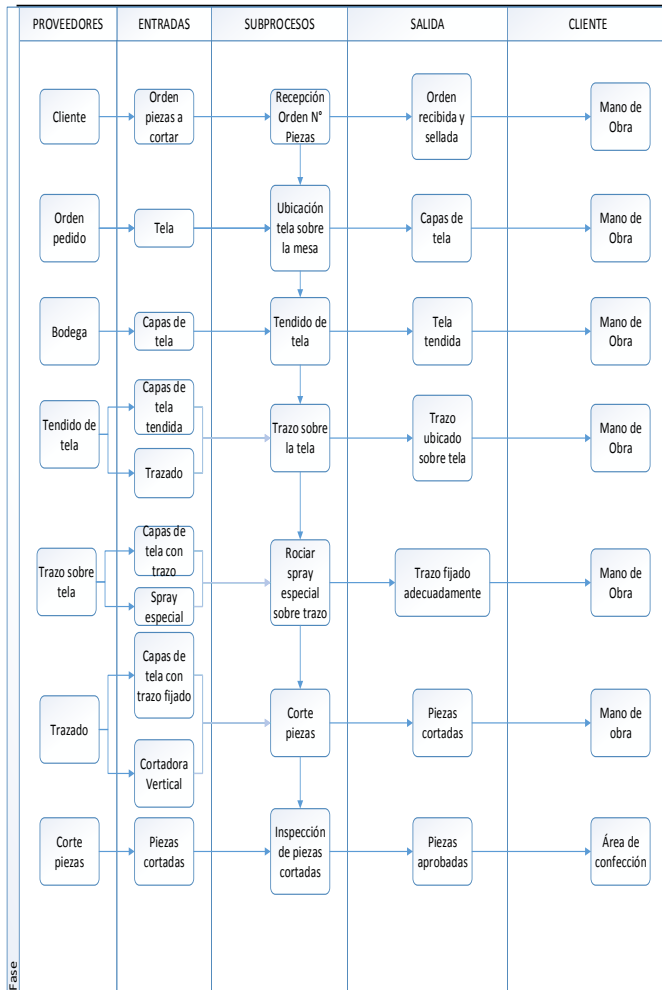 PROVEEDORES
ENTRADAS
SUBPROCESOS
SALIDA
CLIENTE
Cliente
Orden
piezas a
cortar
Recepción
Orden N°
Piezas
Orden
recibida y
sellada
Mano de
Obra
Orden
pedido
Tela
Ubicación
tela sobre
la mesa
Capas de
tela
Mano de
Obra
Bodega
Capas de
tela
Tendido de
tela
Tela
tendida
Mano de
Obra
Tendido de
tela
Capas de
tela
tendida
Trazado
Trazo sobre
la tela
Trazo
ubicado
sobre tela
Mano de
Obra
Trazo sobre
tela
Capas de
tela con
trazo
Spray
especial
Rociar
spray
especial
sobre trazo
Trazo fijado
adecuadamente
Mano de
Obra
Trazado
Capas de
tela con
trazo fijado
Cortadora
Vertical
Corte
piezas
Piezas
cortadas
Mano de
obra
Corte
piezas
Piezas
cortadas
Inspección
de piezas
cortadas
Piezas
aprobadas
Área de
confección
Fase